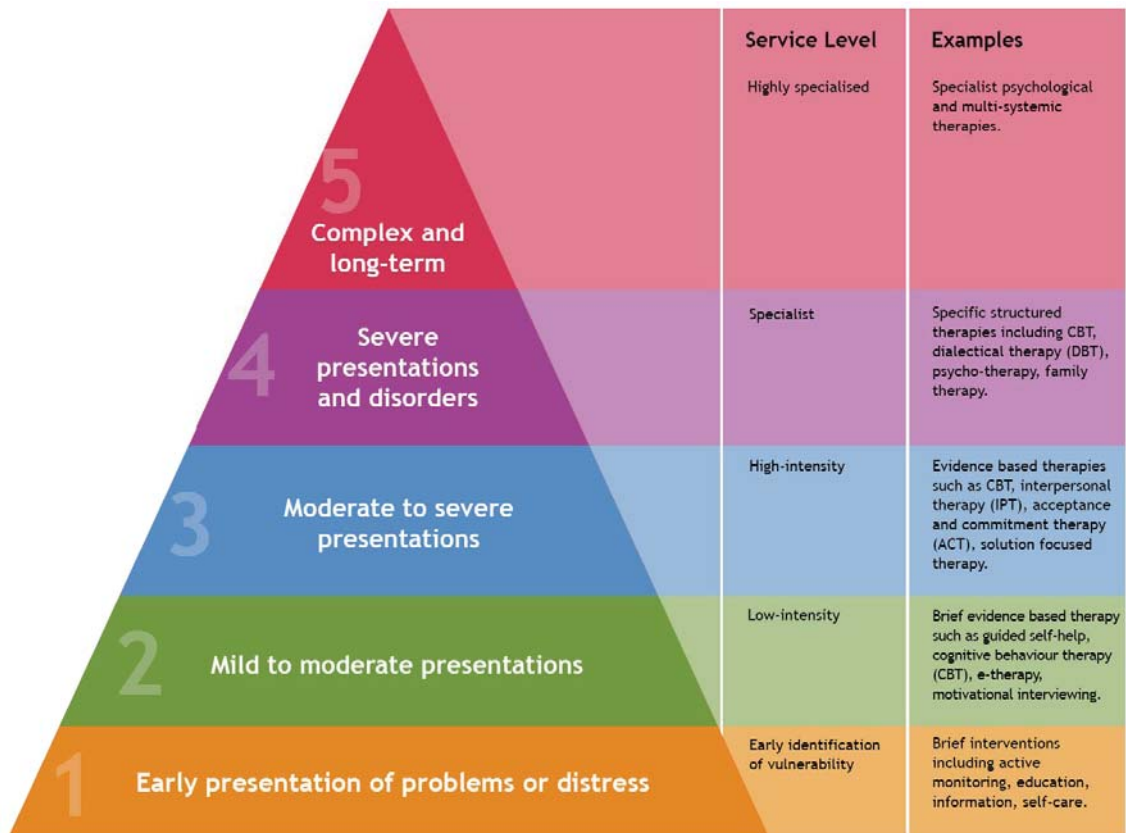 Service Level
Examples
5
Complex and
long-term
Highly specialised
Specialist psychological
and multi-systemic
therapies.
4
Severe
presentations
and disorders
Specialist
Specific structured
therapies including CBT,
dialectical therapy (DBT),
psycho-therapy, family
therapy.
3
Moderate to severe
presentations
High-intensity
Evidence based therapies
such as CBT, interpersonal
therapy (IPT), acceptance
and commitment therapy
(ACT), solution focused
therapy.
2
Mild to moderate presentations
Low-intensity
Brief evidence based therapy
such as guided self-help,
cognitive behaviour therapy
(CBT), e-therapy,
motivational interviewing.
1
Early presentation of problems or distress
Early identification
of vulnerability
Brief interventions
including active
monitoring, education,
information, self-care.